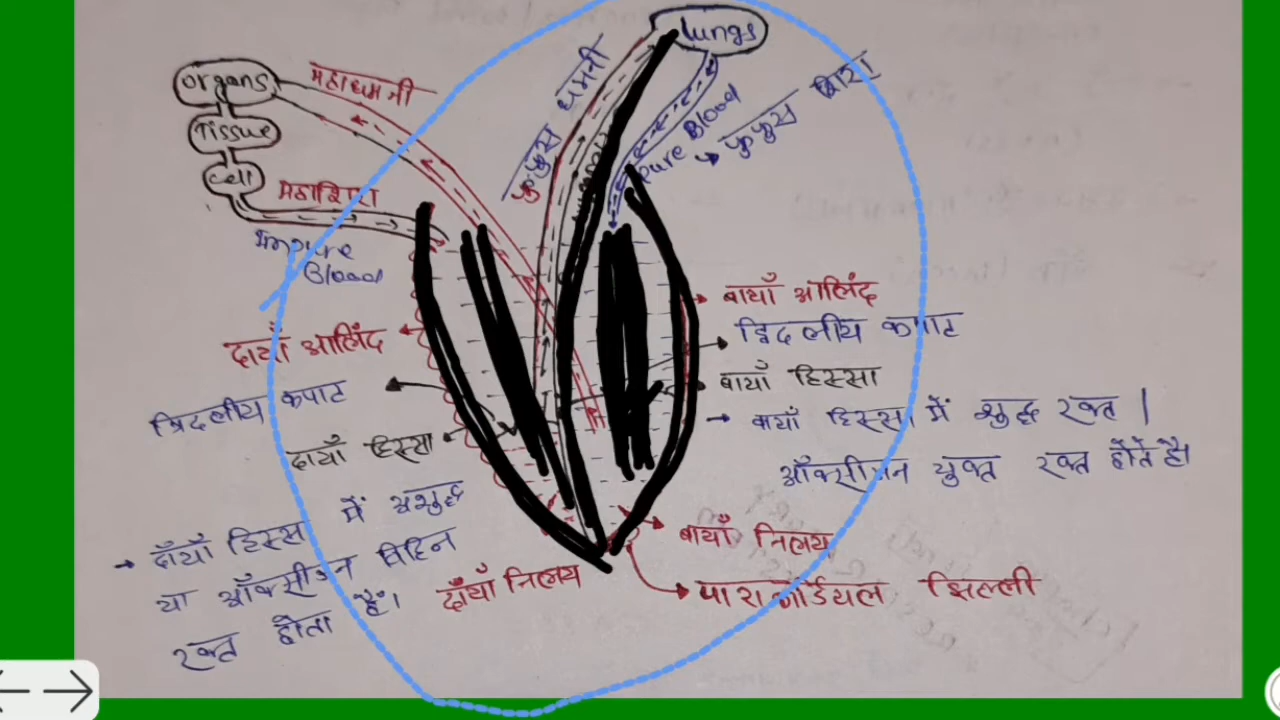 Lungs
organs
महाधमनी
फुफ्फुस धमनी
Tissue
Cell
Pure Blood
फुफ्फुस शिरा
महाशिरा
Impure
Blood
दायाँ आलिंद
त्रिदलीय कपाट
दायाँ हिस्सा
बायाँ आलिंद
द्विदलीय कपाट
बायाँ हिस्सा
बायाँ हिस्सा में शुद्ध रक्त |
ऑक्सीजन युक्त रक्त होते है।
दाँयाँ हिस्स में अशुद्ध
या ऑक्सीजन विहिन
रक्त होता है।
दाँयाँ निलय
बायाँ निलय
झिल्ली